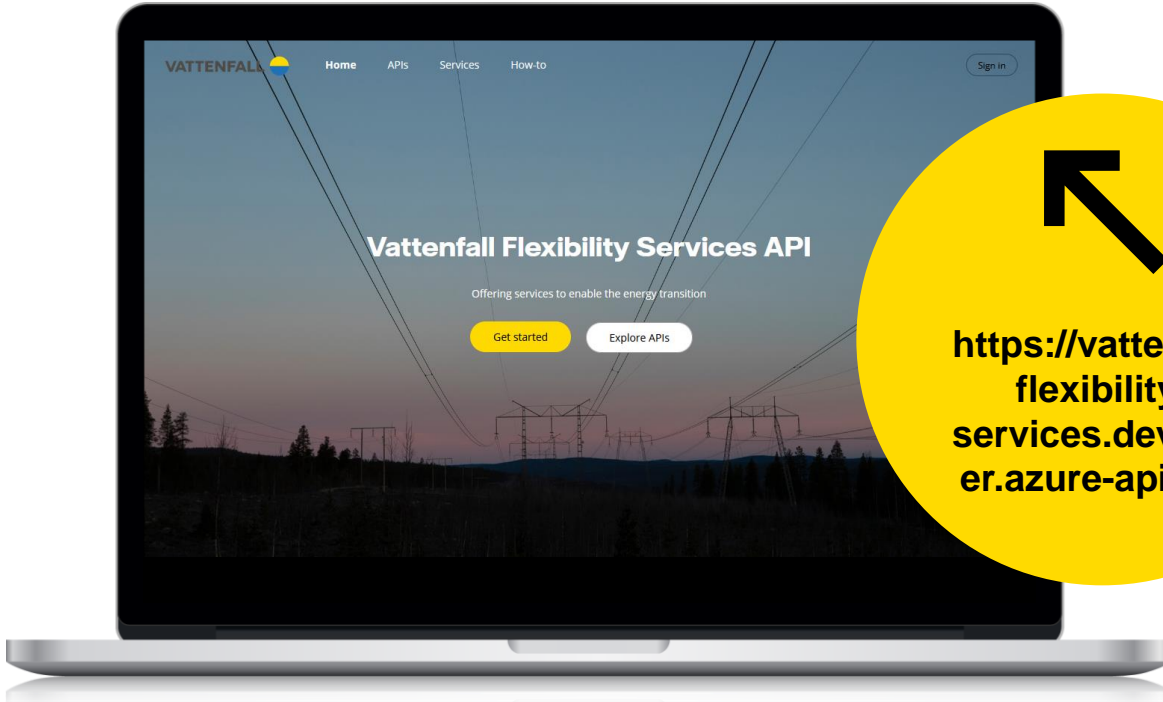 VATTENFALL
Home APIs Services How-to
Sign in
Vattenfall Flexibility Services API
Offering services to enable the energy transition
Get started Explore APIs
https://vatte
flexibility
services.dev
er.azure-api